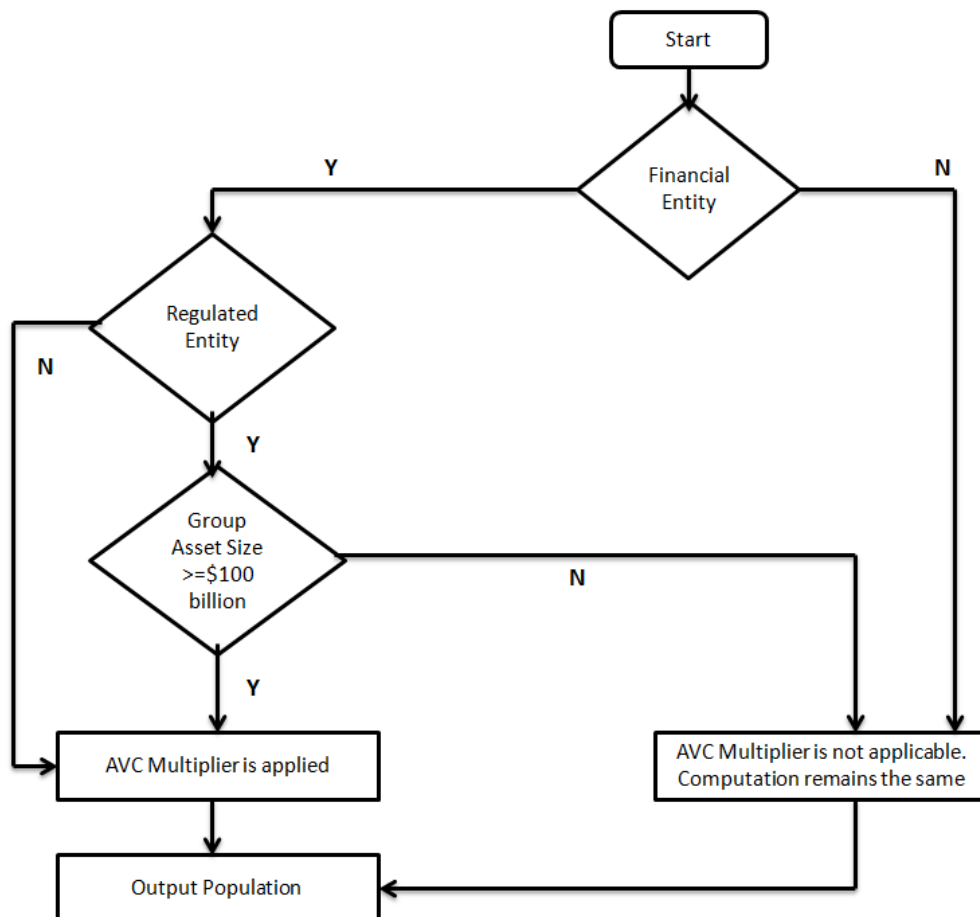 Start
Financial
Entity
Y
N
Regulated
Entity
N
Y
Group
Asset Size
>=$100
billion
N
Y
AVC Multiplier is applied
AVC Multiplier is not applicable.
Computation remains the same
Output Population